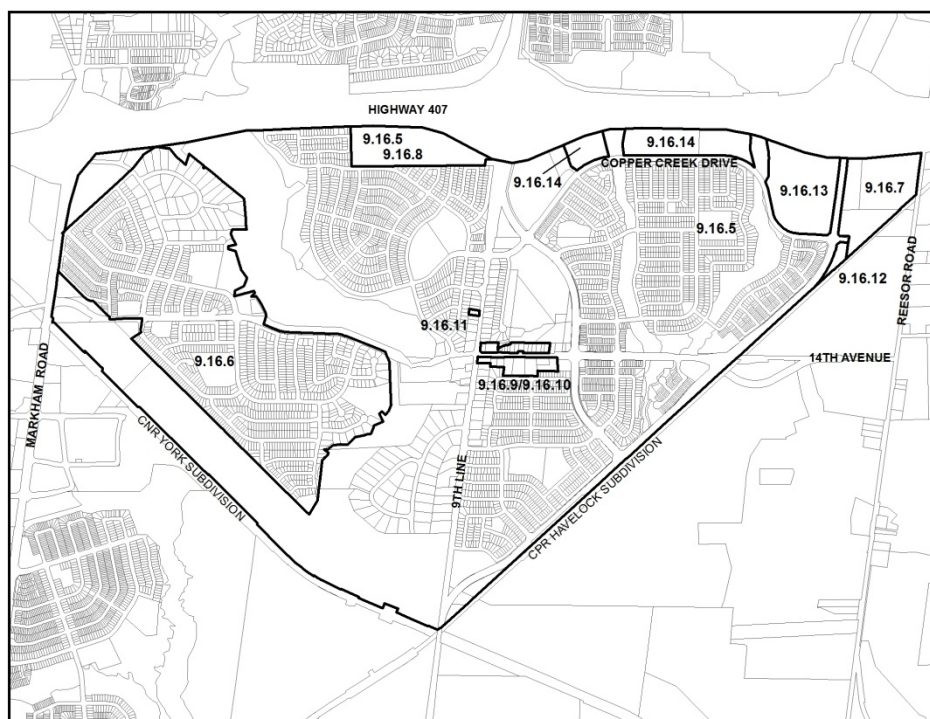 HIGHWAY 407
9.16.5
9.16.8
9.16.14
COPPER CREEK DRIVE
9.16.14
9.16.13
9.16.7
9.16.5
9.16.12
REESOR ROAD
9.16.11
14TH AVENUE
9.16.6
9.16.9/9.16.10
MARKHAM ROAD
CNR YORK SUBDIVISION
9TH LINE
CPR HAVELOCK SUBDIVISION